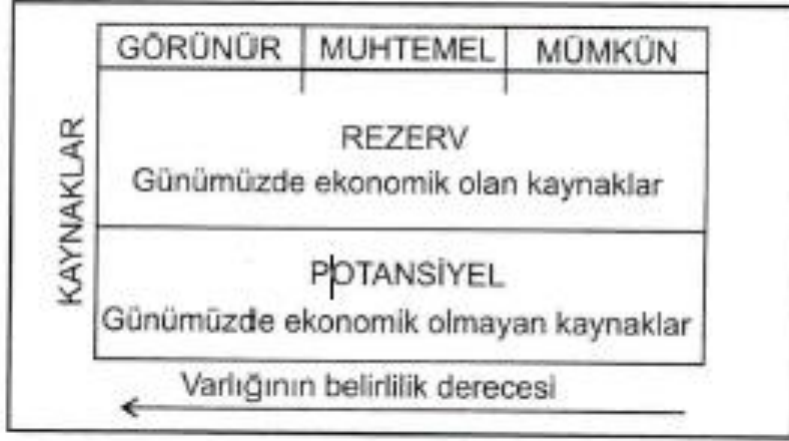 GÖRÜNÜR MUHTEMEL MÜMKÜN
KAYNAKLAR
REZERV
Günümüzde ekonomik olan kaynaklar
POTANSİYEL
Günümüzde ekonomik olmayan kaynaklar
Varlığının belirlilik derecesi